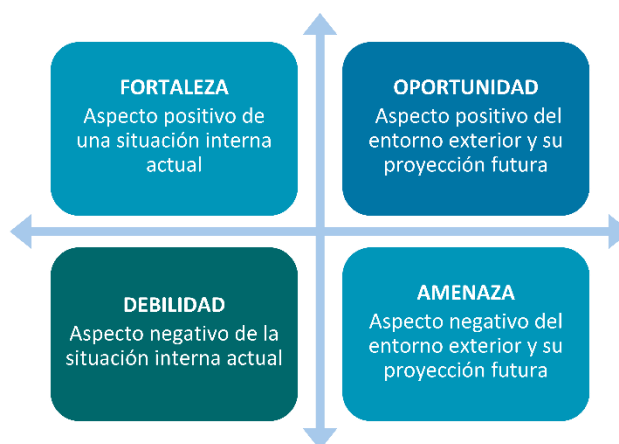 FORTALEZA
Aspecto positivo de
una situación interna
actual
OPORTUNIDAD
Aspecto positivo del
entorno exterior y su
proyección futura
DEBILIDAD
Aspecto negativo de la
situación interna actual
AMENAZA
Aspecto negativo del
entorno exterior y su
proyección futura